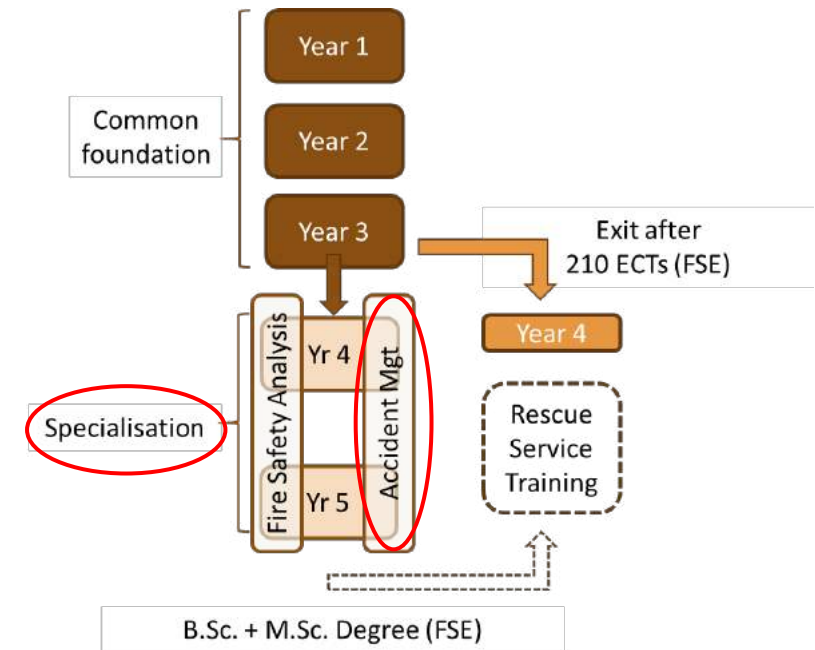 Year 1
Common
foundation
Year 2
Year 3
Exit after
210 ECTs (FSE)
Year 4
Specialisation
Fire Safety Analysis
Yr 4
Accident Mgt
Yr 5
Rescue
Service
Training
B.Sc. + M.Sc. Degree (FSE)